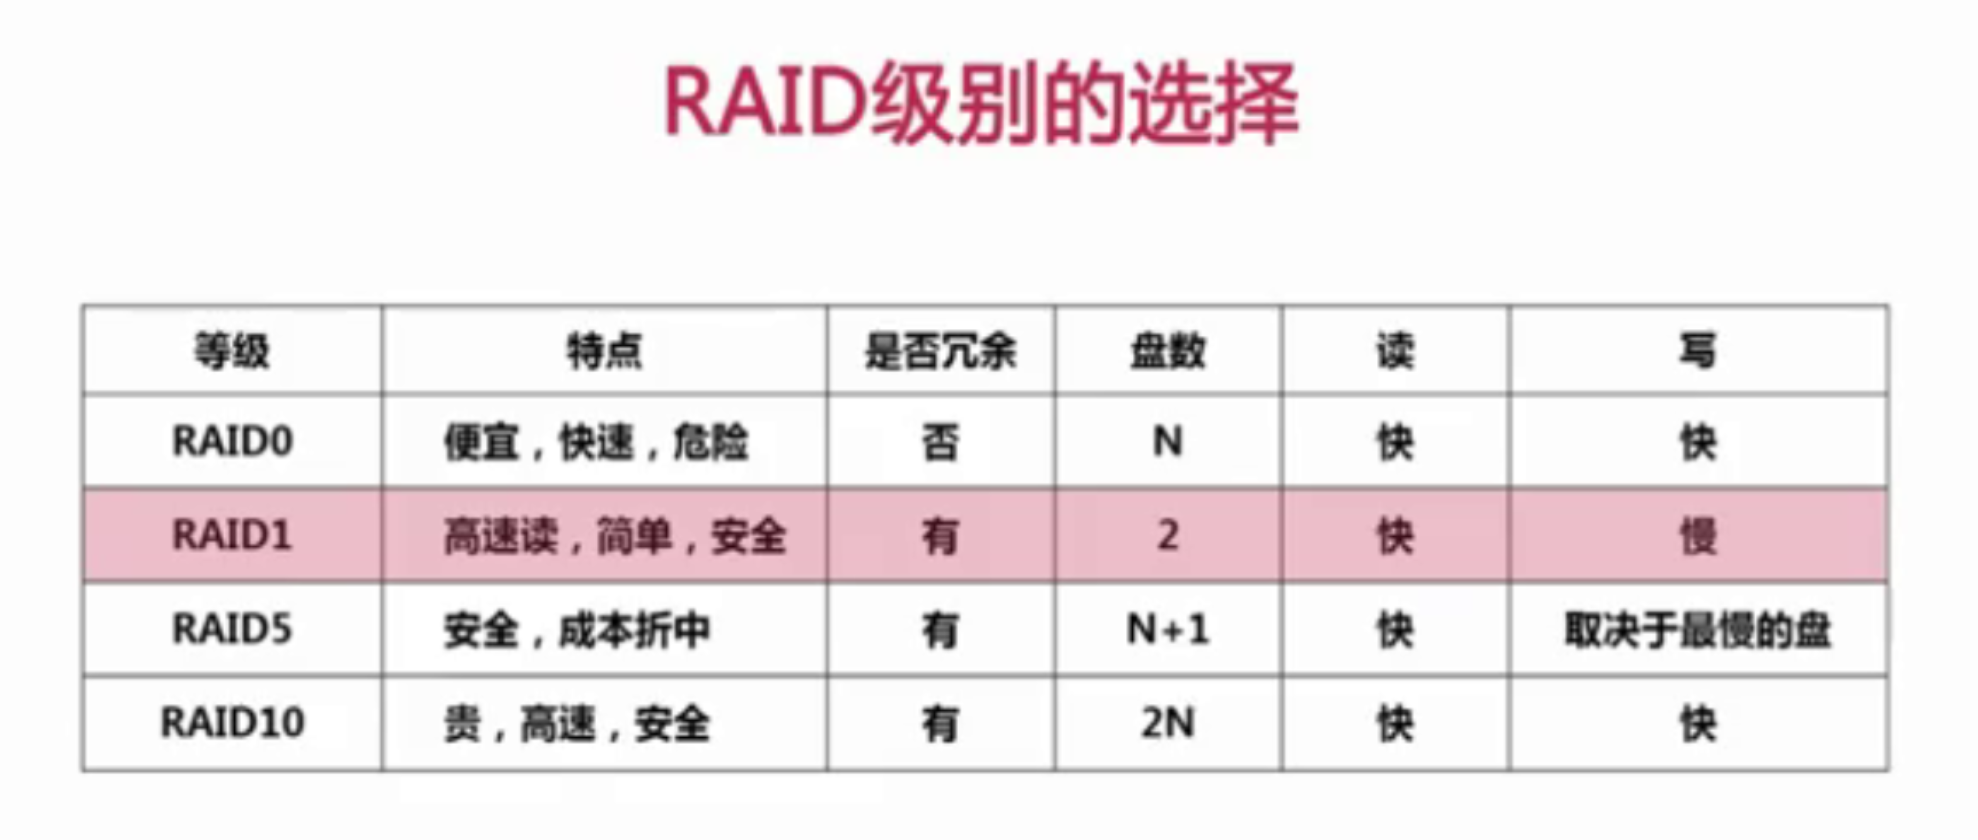 RAID级别的选择
等级 特点 是否冗余 盘数 读 写
RAID0 便宜，快速，危险 否 N 快 快
RAID1 高速读，简单，安全 有 2 快 慢
RAID5 安全，成本折中 有 N+1 快 取决于最慢的盘
RAID10 贵，高速，安全 有 2N 快 快